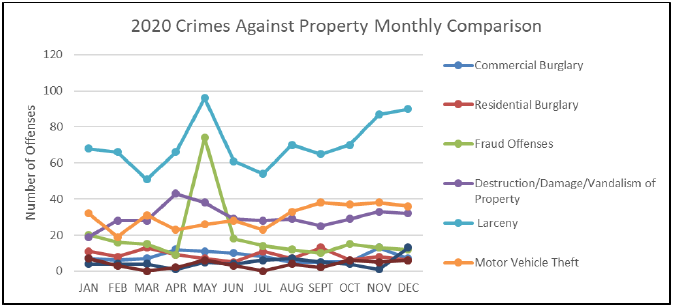 2020 Crimes Against Property Monthly Comparison
Number of Offenses
120
100
80
60
40
20
0
JAN FEB MAR APR MAY JUN JUL AUG SEPT OCT NOV DEC
Commercial Burglary
Residential Burglary
Fraud Offenses
Destruction/Damage/Vandalism of
Property
Larceny
Motor Vehicle Theft